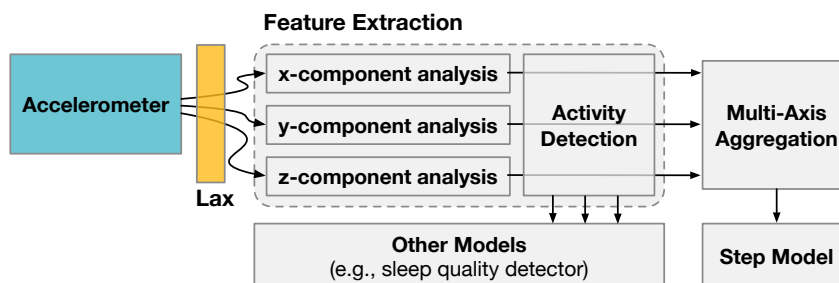 Feature Extraction
Accelerometer
Lax
x-component analysis
y-component analysis
z-component analysis
Activity
Detection
Multi-Axis
Aggregation
Other Models
(e.g., sleep quality detector)
Step Model